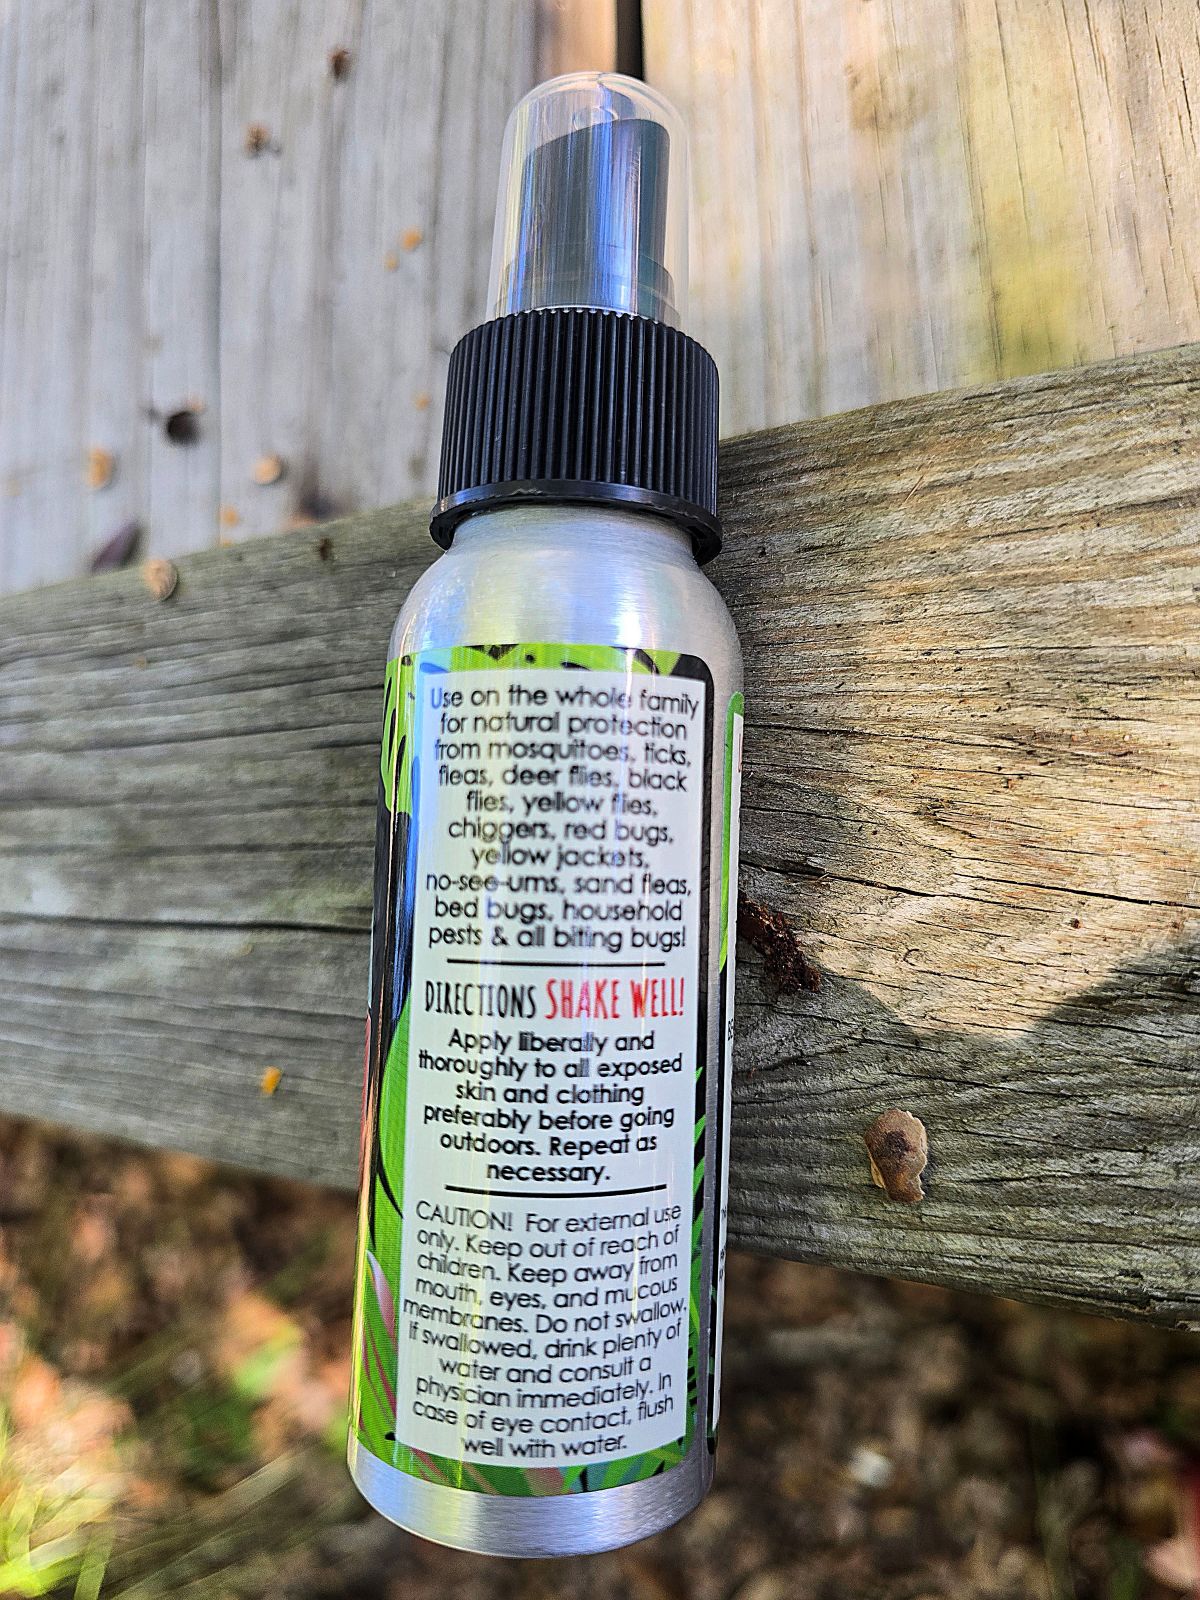 Use on the whole family
for natural protection
from mosquitoes, ticks,
fleas, deer flies, black
flies, yellow flies,
chiggers, red bugs,
yellow jackets,
no-see-ums, sand fleas,
bed bugs, household
pests & all biting bugs!
DIRECTIONS SHAKE WELL!
Apply liberally and
thoroughly to all exposed
skin and clothing
preferably before going
outdoors. Repeat as
necessary.
CAUTION! For external use
only. Keep out of reach of
children. Keep away from
mouth, eyes, and mucous
membranes. Do not swallow.
If swallowed, drink plenty of
water and consult a
physician immediately. In
case of eye contact, flush
well with water.